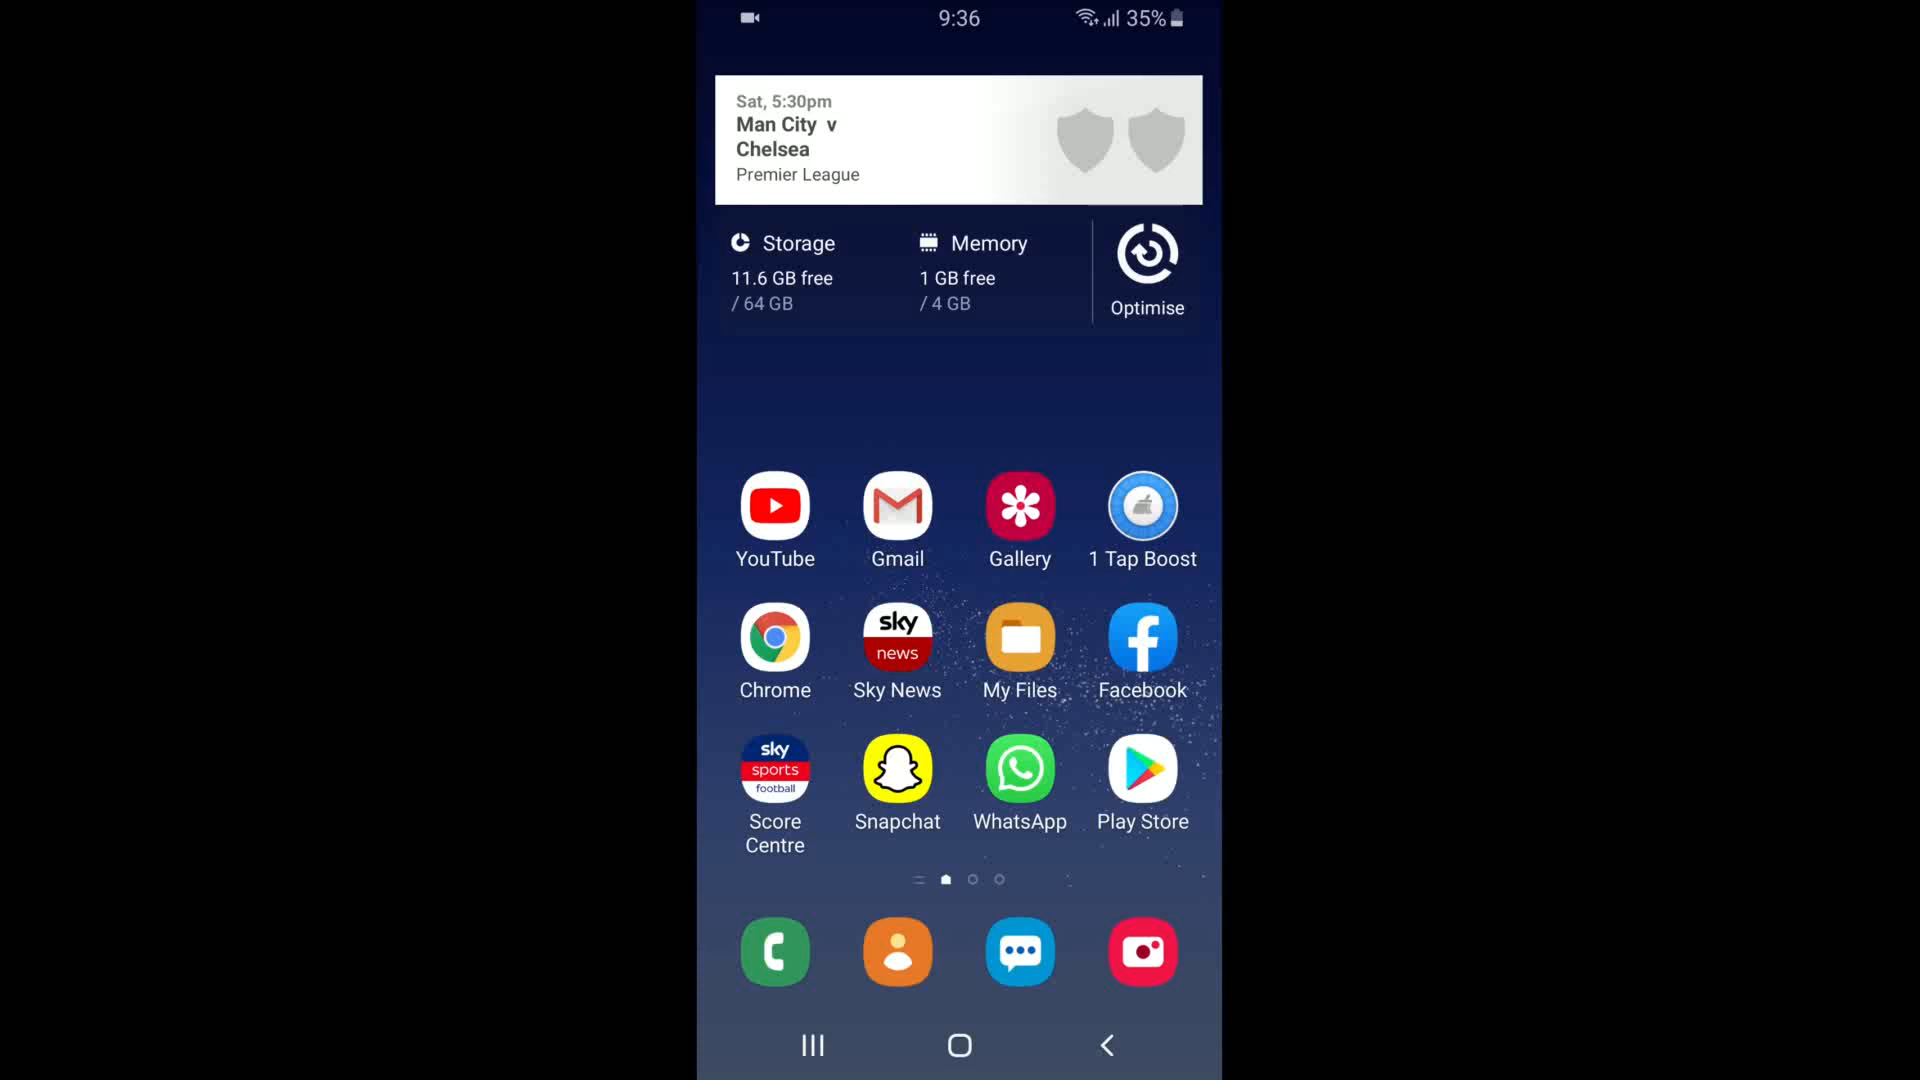 9:36
35%
Sat, 5:30pm
Man City v
Chelsea
Premier League
Storage
Memory
11.6 GB free
1 GB free
/ 64 GB
/ 4 GB
Optimise
YouTube
Gmail
Gallery
1 Tap Boost
sky
news
Chrome
Sky News
My Files
Facebook
sky
sports
football
Score
Centre
Snapchat
WhatsApp
Play Store